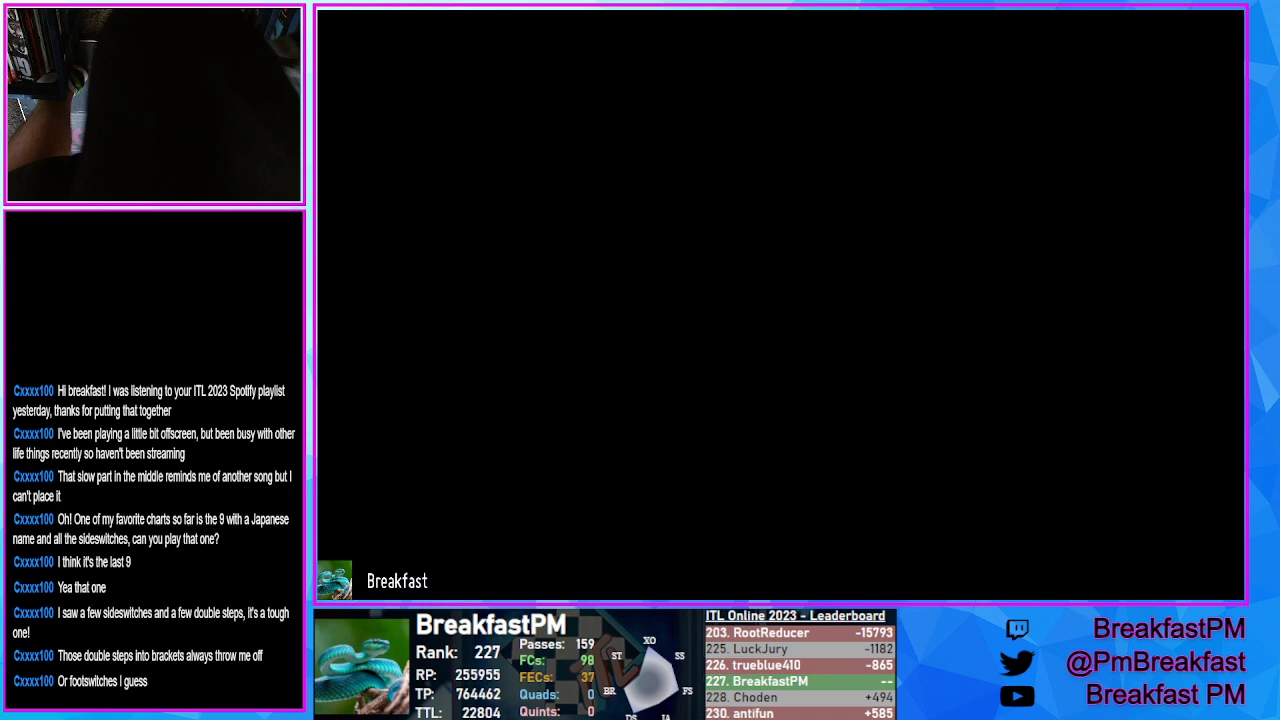 Cxxxx100 Hi breakfast! I was listening to your ITL 2023 Spotify playlist
yesterday, thanks for putting that together
Cxxxx100 I've been playing a little bit offscreen, but been busy with other
life things recently so haven't been streaming
Cxxxx100 That slow part in the middle reminds me of another song but I
can't place it
Cxxxx100 Oh! One of my favorite charts so far is the 9 with a Japanese
name and all the sideswitches, can you play that one?
Cxxxx100 I think it's the last 9
Cxxxx100 Yea that one
Cxxxx100 I saw a few sideswitches and a few double steps, it's a tough
one!
Cxxxx100 Those double steps into brackets always throw me off
Cxxxx100 Or footswitches I guess
Breakfast
BreakfastPM
Rank: 227
RP: 255955
TP: 764462
TTL: 22804
Passes: 159
FCs: 98
FECs: 37
Quads: 0
Quints: 0
XO
ST
SS
BR
FS
DS
JA
ITL Online 2023 - Leaderboard
203. RootReducer -15793
225. LuckJury -1182
226. trueblue410 -865
227. BreakfastPM --
228. Choden +494
230. antifun +585
BreakfastPM
@PmBreakfast
Breakfast PM